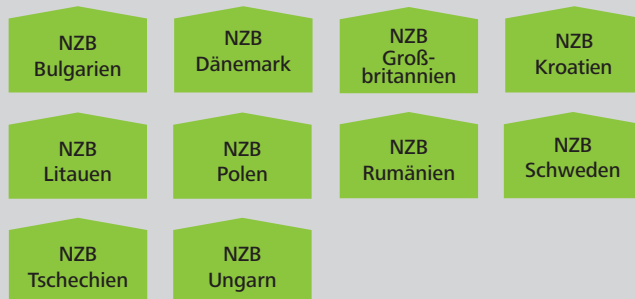 NZB
Bulgarien
NZB
Dänemark
NZB
Groß-
britannien
NZB
Kroatien
NZB
Litauen
NZB
Polen
NZB
Rumänien
NZB
Schweden
NZB
Tschechien
NZB
Ungarn